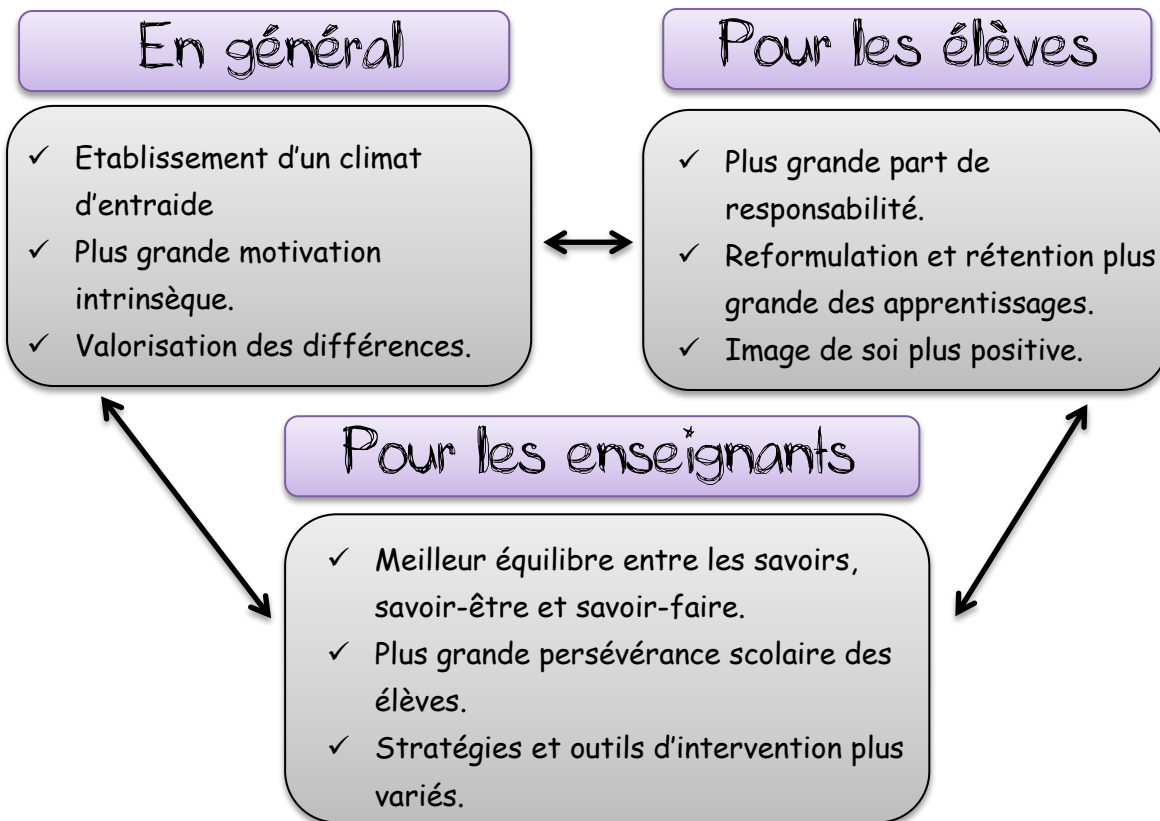 En général
✓ Etablissement d'un climat
d'entraide
✓ Plus grande motivation
intrinsèque.
✓ Valorisation des différences.
Pour les élèves
✓ Plus grande part de
responsabilité.
✓ Reformulation et rétention plus
grande des apprentissages.
✓ Image de soi plus positive.
Pour les enseignants
✓ Meilleur équilibre entre les savoirs,
savoir-être et savoir-faire.
✓ Plus grande persévérance scolaire des
élèves.
✓ Stratégies et outils d'intervention plus
variés.